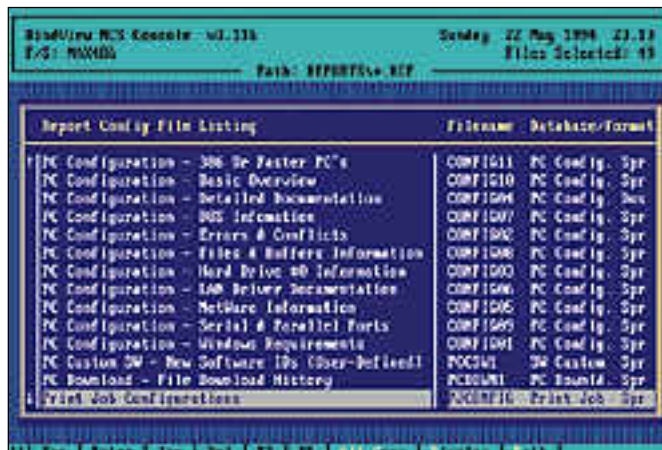 BindView NCS Console
Sunday 22 May 1994 23.13
F/S:
Files Selected:
Path: REPORTS\*.RCF
Report Config File Listing Filename Database/Format
PC Configuration - 386 Or Faster PC's CONFIG11 PC Config. Spr
PC Configuration - Basic Overview CONFIG10 PC Config. Spr
PC Configuration - Detailed Documentation CONFIG04 PC Config. Doc
PC Configuration - DOS Infomation CONFIG07 PC Config. Spr
PC Configuration - Errors & Conflicts CONFIG02 PC Config. Spr
PC Configuration - Files & Buffers Information CONFIG08 PC Config. Spr
PC Configuration - Hard Drive #0 Information CONFIG03 PC Config. Spr
PC Configuration - LAN Driver Documentation CONFIG06 PC Config. Spr
PC Configuration - NetWare Information CONFIG05 PC Config. Spr
PC Configuration - Serial & Parallel Ports CONFIG09 PC Config. Spr
PC Configuration - Windows Requirements CONFIG01 PC Config. Spr
PC Custom SW - New Software IDs (User-Defined) PCCSW1 SW Custom Spr
PC Download - File Download History PCDOWN1 PC Downld. Spr
Print Job Configurations PJCONFIG Print Job Spr